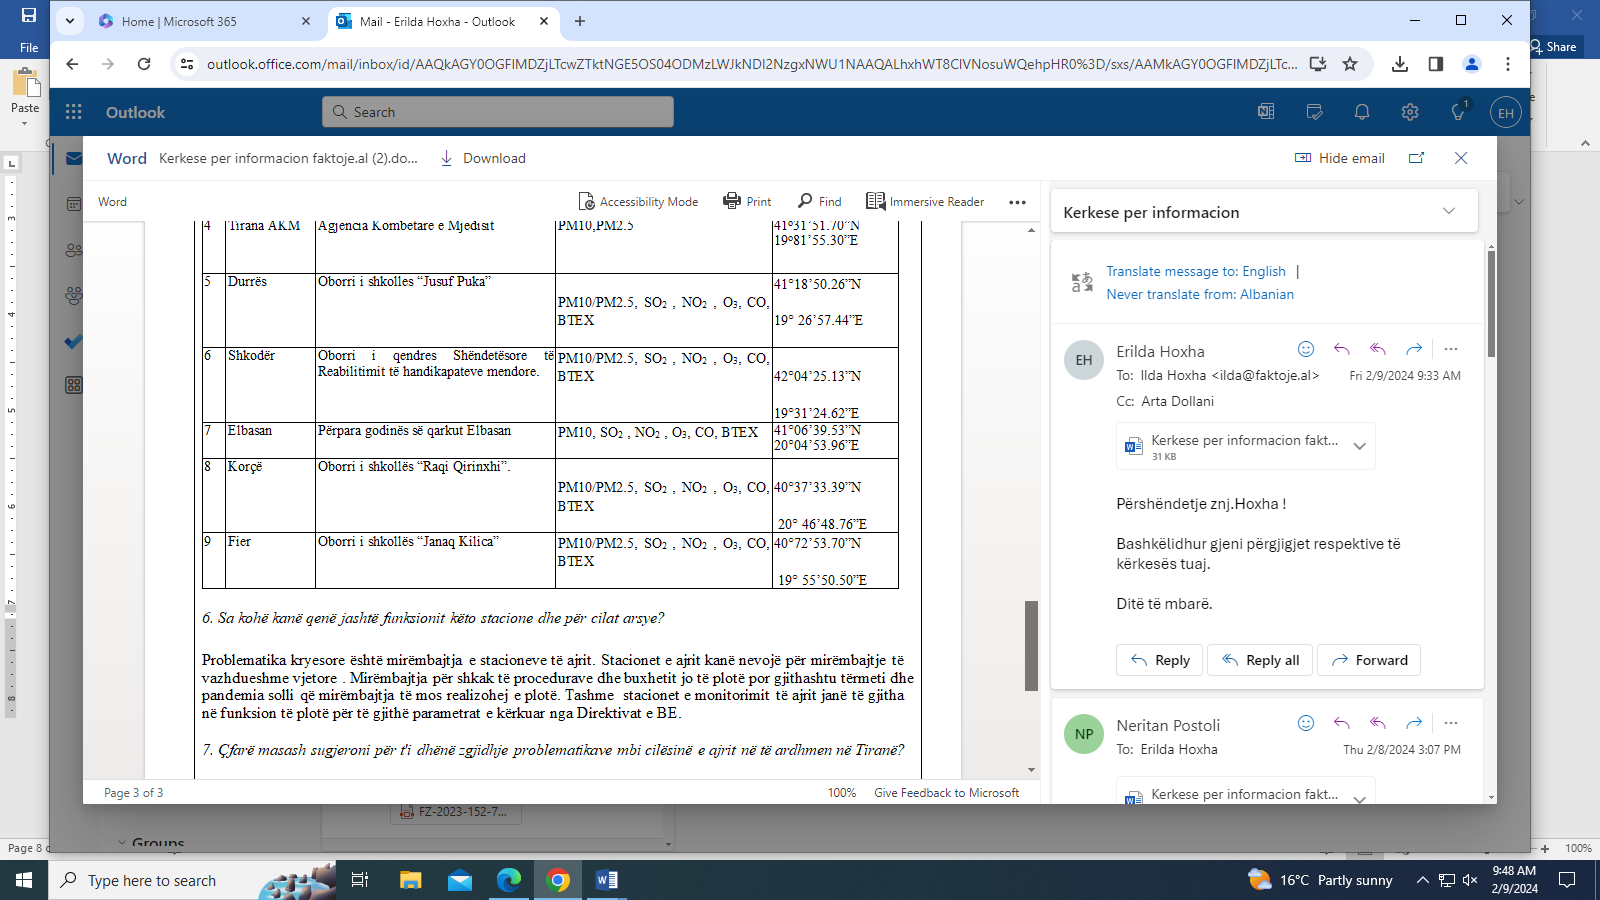 Home | Microsoft 365
Mail - Erilda Hoxha - Outlook
File
Share
outlook.office.com/mail/inbox/id/AAQkAGY0OGFlMDZjLTcwZTktNGE5OS04ODMzLWJkNDI2NzgxNWU1NAAQALhxhWT8ClVNosuWQehpHR0%3D/sxs/AAMkAGY0OGFlMDZjLTc...
Paste
Outlook
Search
1
EH
Word Kerkese per informacion faktoje.al (2).do... Download
Hide email
Word
Accessibility Mode Print Find Immersive Reader
4 Tirana AKM Agjencia Kombetare e Mjedisit PM10,PM2.5 41°31’51.70”N
19°81’55.30”E
5 Durrës Oborri i shkolles “Jusuf Puka” 41°18’50.26”N
PM10/PM2.5, SO2 , NO2 , O3, CO,
BTEX 19° 26’57.44”E
6 Shkodër Oborri i qendres Shëndetësore të PM10/PM2.5, SO2 , NO2 , O3, CO,
Reabilitimit të handikapateve mendore. BTEX 42°04’25.13”N
19°31’24.62”E
7 Elbasan Përpara godinës së qarkut Elbasan PM10, SO2 , NO2 , O3, CO, BTEX 41°06’39.53”N
20°04’53.96”E
8 Korçë Oborri i shkollës “Raqi Qirinxhi”.
PM10/PM2.5, SO2 , NO2 , O3, CO, 40°37’33.39”N
BTEX
20° 46’48.76”E
9 Fier Oborri i shkollës “Janaq Kilica” PM10/PM2.5, SO2 , NO2 , O3, CO, 40°72’53.70”N
BTEX
19° 55’50.50”E
6. Sa kohë kanë qenë jashtë funksionit këto stacione dhe për cilat arsye?
Problematika kryesore është mirëmbajtja e stacioneve të ajrit. Stacionet e ajrit kanë nevojë për mirëmbajtje të
vazhdueshme vjetore . Mirëmbajtja për shkak të procedurave dhe buxhetit jo të plotë por gjithashtu tërmeti dhe
pandemia solli që mirëmbajtja të mos realizohej e plotë. Tashme stacionet e monitorimit të ajrit janë të gjitha
në funksion të plotë për të gjithë parametrat e kërkuar nga Direktivat e BE.
7. Çfarë masash sugjeroni për t'i dhënë zgjidhje problematikave mbi cilësinë e ajrit në të ardhmen në Tiranë?
Page 3 of 3
100% Give Feedback to Microsoft
Kerkese per informacion
Translate message to: English |
Never translate from: Albanian
EH
Erilda Hoxha
To: Ilda Hoxha <ilda@faktoje.al> Fri 2/9/2024 9:33 AM
Cc: Arta Dollani
Kerkese per informacion fakt...
31 KB
Përshëndetje znj.Hoxha !
Bashkëlidhur gjeni përgjigjet respektive të
kërkesës tuaj.
Ditë të mbarë.
Reply Reply all Forward
NP
Neritan Postoli
To: Erilda Hoxha Thu 2/8/2024 3:07 PM
Kerkese per informacion fakt...
FZ-2023-152-7...
Groups
Page 8 o
100%
Type here to search
16°C Partly sunny
9:48 AM
2/9/2024